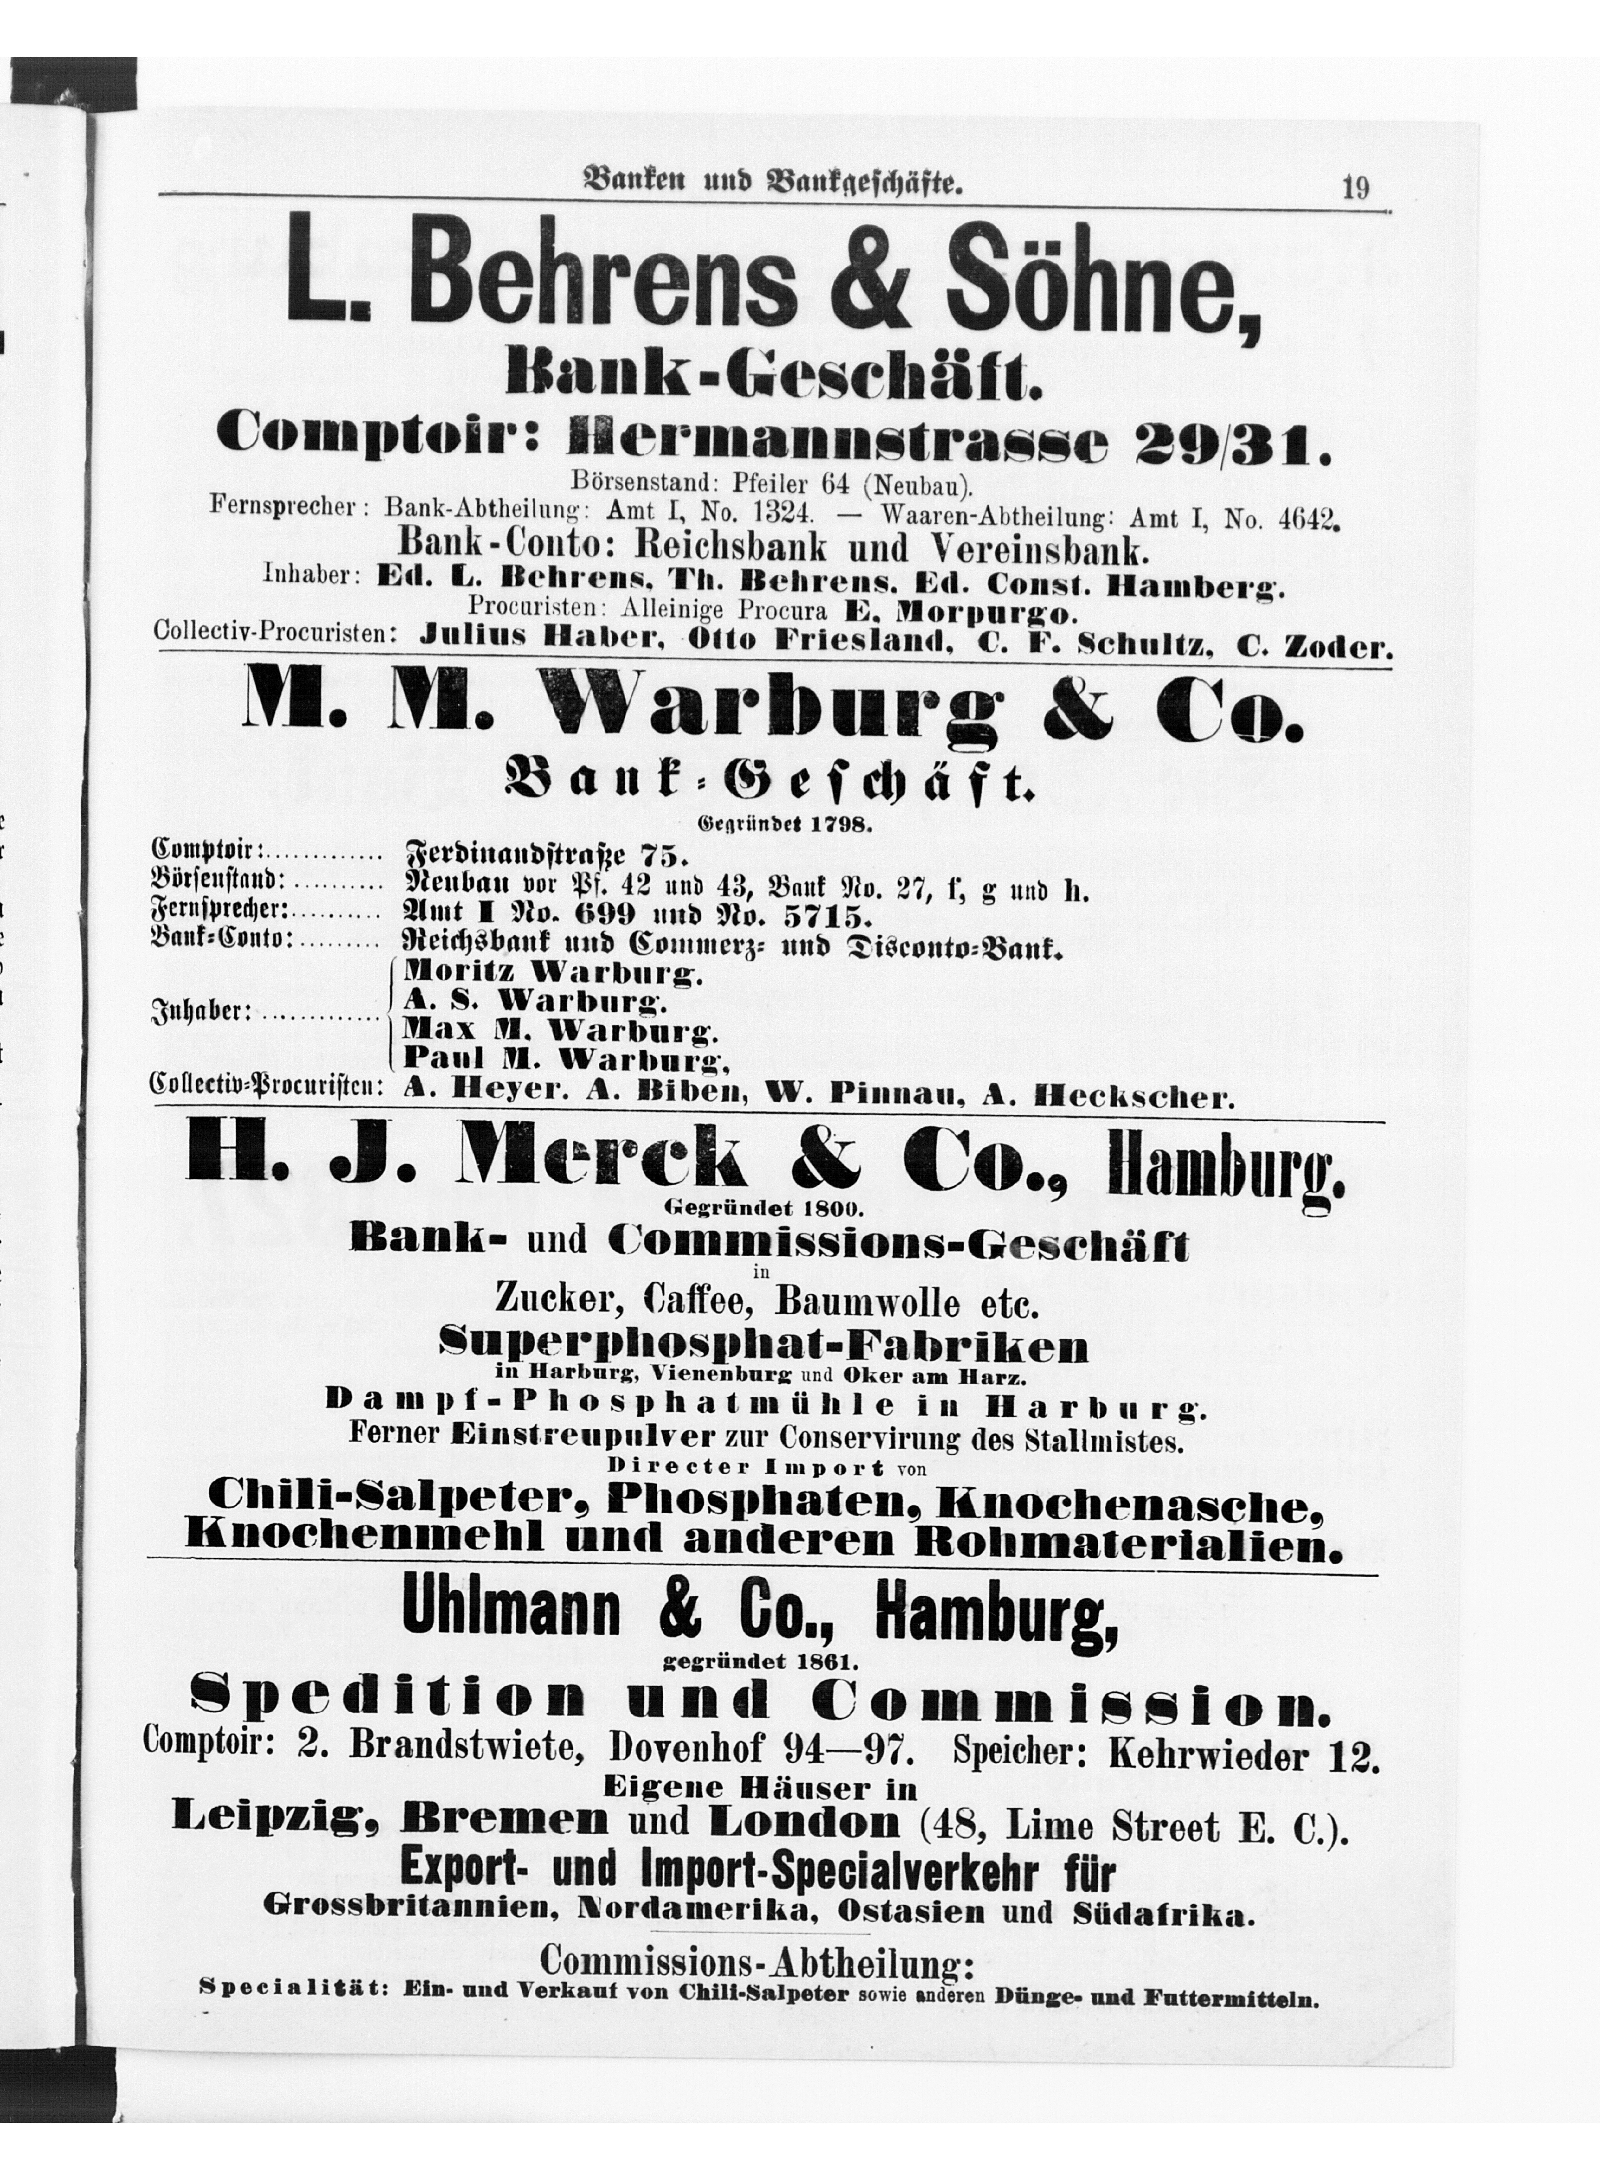 Banken und Bankgeschäfte. 19
L. Behrens & Söhne,
Bank-Geschäft.
Comptoir: Hermannstrasse 29/31.
Börsenstand: Pfeiler 64 (Neubau).
Fernsprecher: Bank-Abtheilung: Amt I, No. 1324. — Waaren-Abtheilung: Amt I, No. 4642.
Bank-Conto: Reichsbank und Vereinsbank.
Inhaber: Ed. L. Behrens, Th. Behrens, Ed. Const. Hamberg.
Procuristen: Alleinige Procura E. Morpurgo.
Collectiv-Procuristen: Julius Haber, Otto Friesland, C. F. Schultz, C. Zoder.
M. M. Warburg & Co.
Bank-Geschäft.
Gegründet 1798.
Comptoir:............. Ferdinandstraße 75.
Börsenstand:.......... Neubau vor Pf. 42 und 43, Bank No. 27, f, g und h.
Fernsprecher:.......... Amt I No. 699 und No. 5715.
Bank-Conto:......... Reichsbank und Commerz- und Disconto-Bank.
Inhaber:............. Moritz Warburg.
A. S. Warburg.
Max M. Warburg.
Paul M. Warburg,
Collectiv-Procuristen: A. Heyer. A. Biben, W. Pinnau, A. Heckscher.
H. J. Merck & Co., Hamburg.
Gegründet 1800.
Bank- und Commissions-Geschäft
in
Zucker, Caffee, Baumwolle etc.
Superphosphat-Fabriken
in Harburg, Vienenburg und Oker am Harz.
Dampf-Phosphatmühle in Harburg.
Ferner Einstreupulver zur Conservirung des Stallmistes.
Directer Import von
Chili-Salpeter, Phosphaten, Knochenasche,
Knochenmehl und anderen Rohmaterialien.
Uhlmann & Co., Hamburg,
gegründet 1861.
Spedition und Commission.
Comptoir: 2. Brandstwiete, Dovenhof 94—97. Speicher: Kehrwieder 12.
Eigene Häuser in
Leipzig, Bremen und London (48, Lime Street E. C.).
Export- und Import-Specialverkehr für
Grossbritannien, Nordamerika, Ostasien und Südafrika.
Commissions-Abtheilung:
Specialität: Ein- und Verkauf von Chili-Salpeter sowie anderen Dünge- und Futtermitteln.